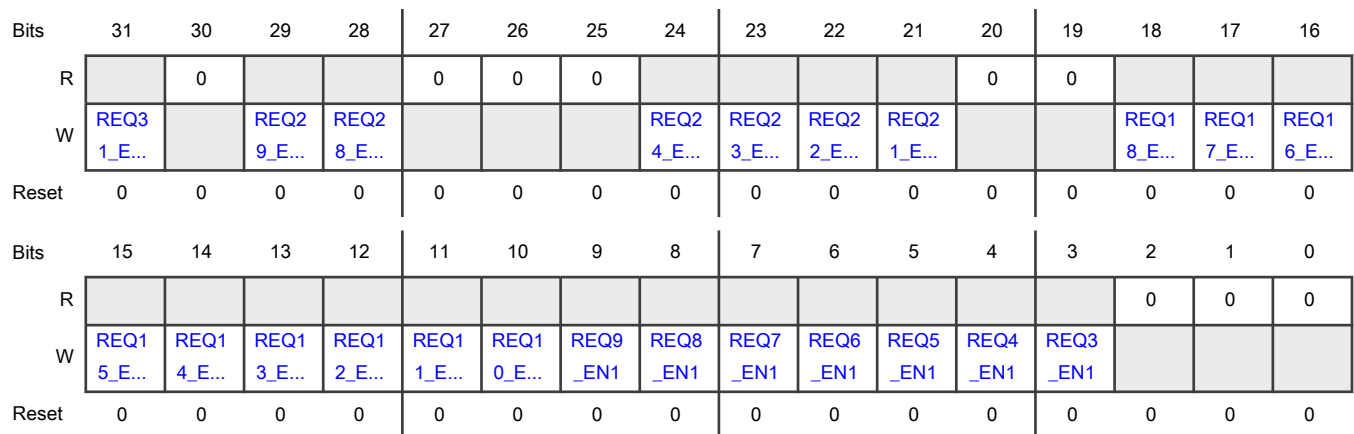 Bits 31 30 29 28 27 26 25 24 23 22 21 20 19 18 17 16
R 0 0 0 0 0 0
W REQ3 REQ2 REQ2 REQ2 REQ2 REQ2 REQ2 REQ1 REQ1 REQ1
1_E... 9_E... 8_E... 4_E... 3_E... 2_E... 1_E... 8_E... 7_E... 6_E...
Reset 0 0 0 0 0 0 0 0 0 0 0 0 0 0 0 0
Bits 15 14 13 12 11 10 9 8 7 6 5 4 3 2 1 0
R 0 0 0
W REQ1 REQ1 REQ1 REQ1 REQ1 REQ1 REQ9 REQ8 REQ7 REQ6 REQ5 REQ4 REQ3
5_E... 4_E... 3_E... 2_E... 1_E... 0_E... _EN1 _EN1 _EN1 _EN1 _EN1 _EN1 _EN1
Reset 0 0 0 0 0 0 0 0 0 0 0 0 0 0 0 0